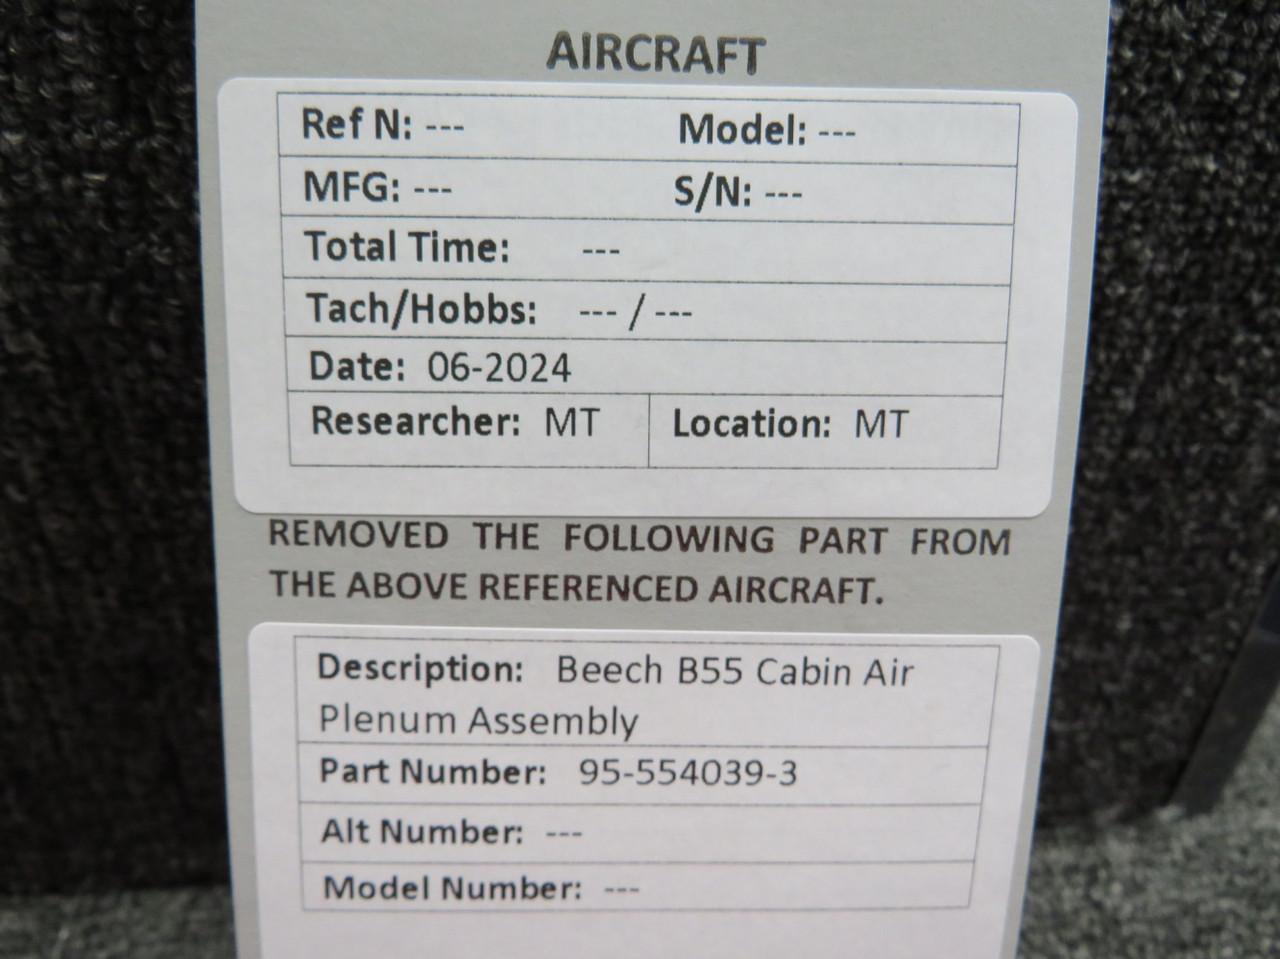 AIRCRAFT
Ref N: --- Model: ---
MFG: --- S/N: ---
Total Time: ---
Tach/Hobbs: --- / ---
Date: 06-2024
Researcher: MT Location: MT
REMOVED THE FOLLOWING PART FROM
THE ABOVE REFERENCED AIRCRAFT.
Description: Beech B55 Cabin Air
Plenum Assembly
Part Number: 95-554039-3
Alt Number: ---
Model Number: ---